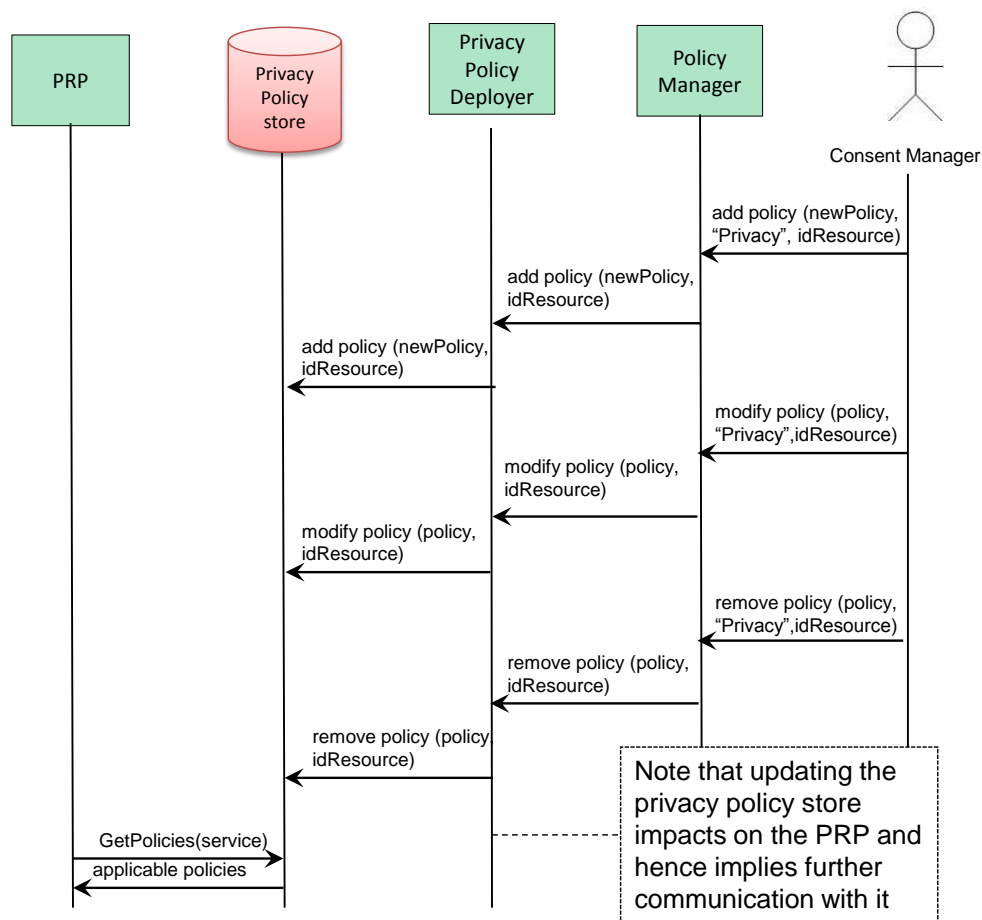 PRP
Privacy
Policy
store
Privacy
Policy
Deployer
Policy
Manager
Consent Manager
add policy (newPolicy,
“Privacy”, idResource)
add policy (newPolicy,
idResource)
add policy (newPolicy,
idResource)
modify policy (policy,
“Privacy”,idResource)
modify policy (policy,
idResource)
modify policy (policy,
idResource)
remove policy (policy,
“Privacy”,idResource)
remove policy (policy,
idResource)
remove policy (policy,
idResource)
Note that updating the
privacy policy store
impacts on the PRP and
hence implies further
communication with it
GetPolicies(service)
applicable policies